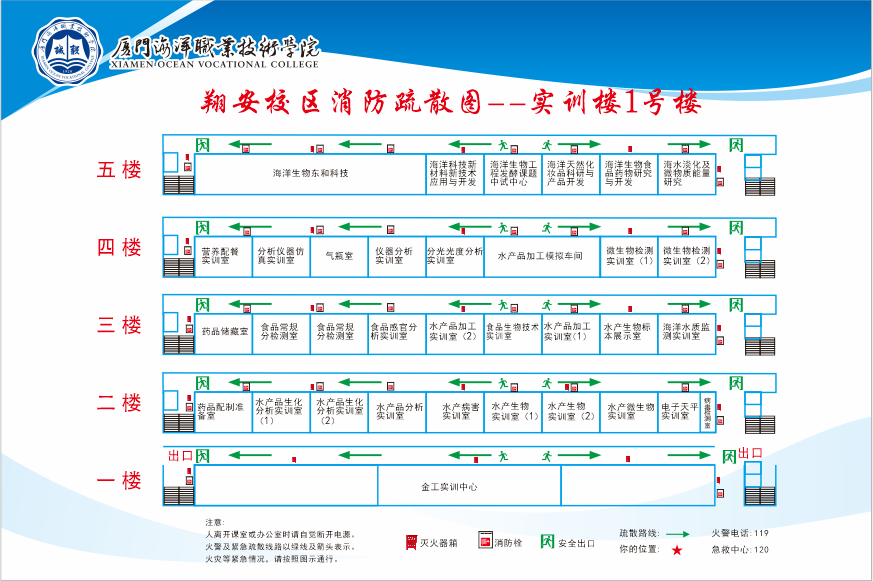 厦门海洋職業技術學院
XIAMEN OCEAN VOCATIONAL COLLEGE
翔安校区消防疏散图--实训楼1号楼
五楼
海洋生物东和科技
海洋科技新
材料新技术
应用与开发
海洋生物工
程发酵课题
中试中心
海洋天然化
妆品科研与
产品开发
海洋生物食
品药物研究
与开发
海水淡化及
微物质能量
研究
四楼
营养配餐
实训室
分析仪器仿
真实训室
气瓶室
仪器分析
实训室
分光光度分析
实训室
水产品加工模拟车间
微生物检测
实训室（1）
微生物检测
实训室（2）
三楼
药品储藏室
食品常规
分检测室
食品常规
分检测室
食品感官分
析实训室
水产品加工
实训室（2）
食品生物技术
实训室
水产品加工
实训室（1）
水产生物标
本展示室
海洋水质监
测实训室
二楼
药品配制准
备室
水产品生化
分析实训室
（1）
水产品生化
分析实训室
（2）
水产品分析
实训室
水产病害
实训室
水产生物
实训室（1）
水产生物
实训室（2）
水产微生物
实训室
电子天平
实训室
病毒检测室
一楼
出口
出口
金工实训中心
注意:
人离开课室或办公室时请自觉断开电源。
火警及紧急疏散线路以绿线及箭头表示。
火灾等紧急情况，请按照图示通行。
灭火器箱
消防栓
安全出口
疏散路线:
你的位置:
火警电话:119
急救中心:120